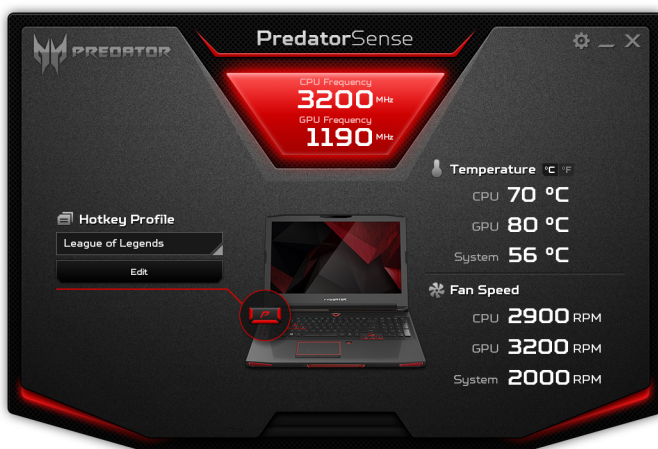 PREDATOR
PredatorSense
CPU Frequency
3200 MHz
GPU Frequency
1190 MHz
Temperature °C °F
CPU 70 °C
GPU 80 °C
System 56 °C
Hotkey Profile
League of Legends
Edit
PREDATOR
Fan Speed
CPU 2900 RPM
GPU 3200 RPM
System 2000 RPM